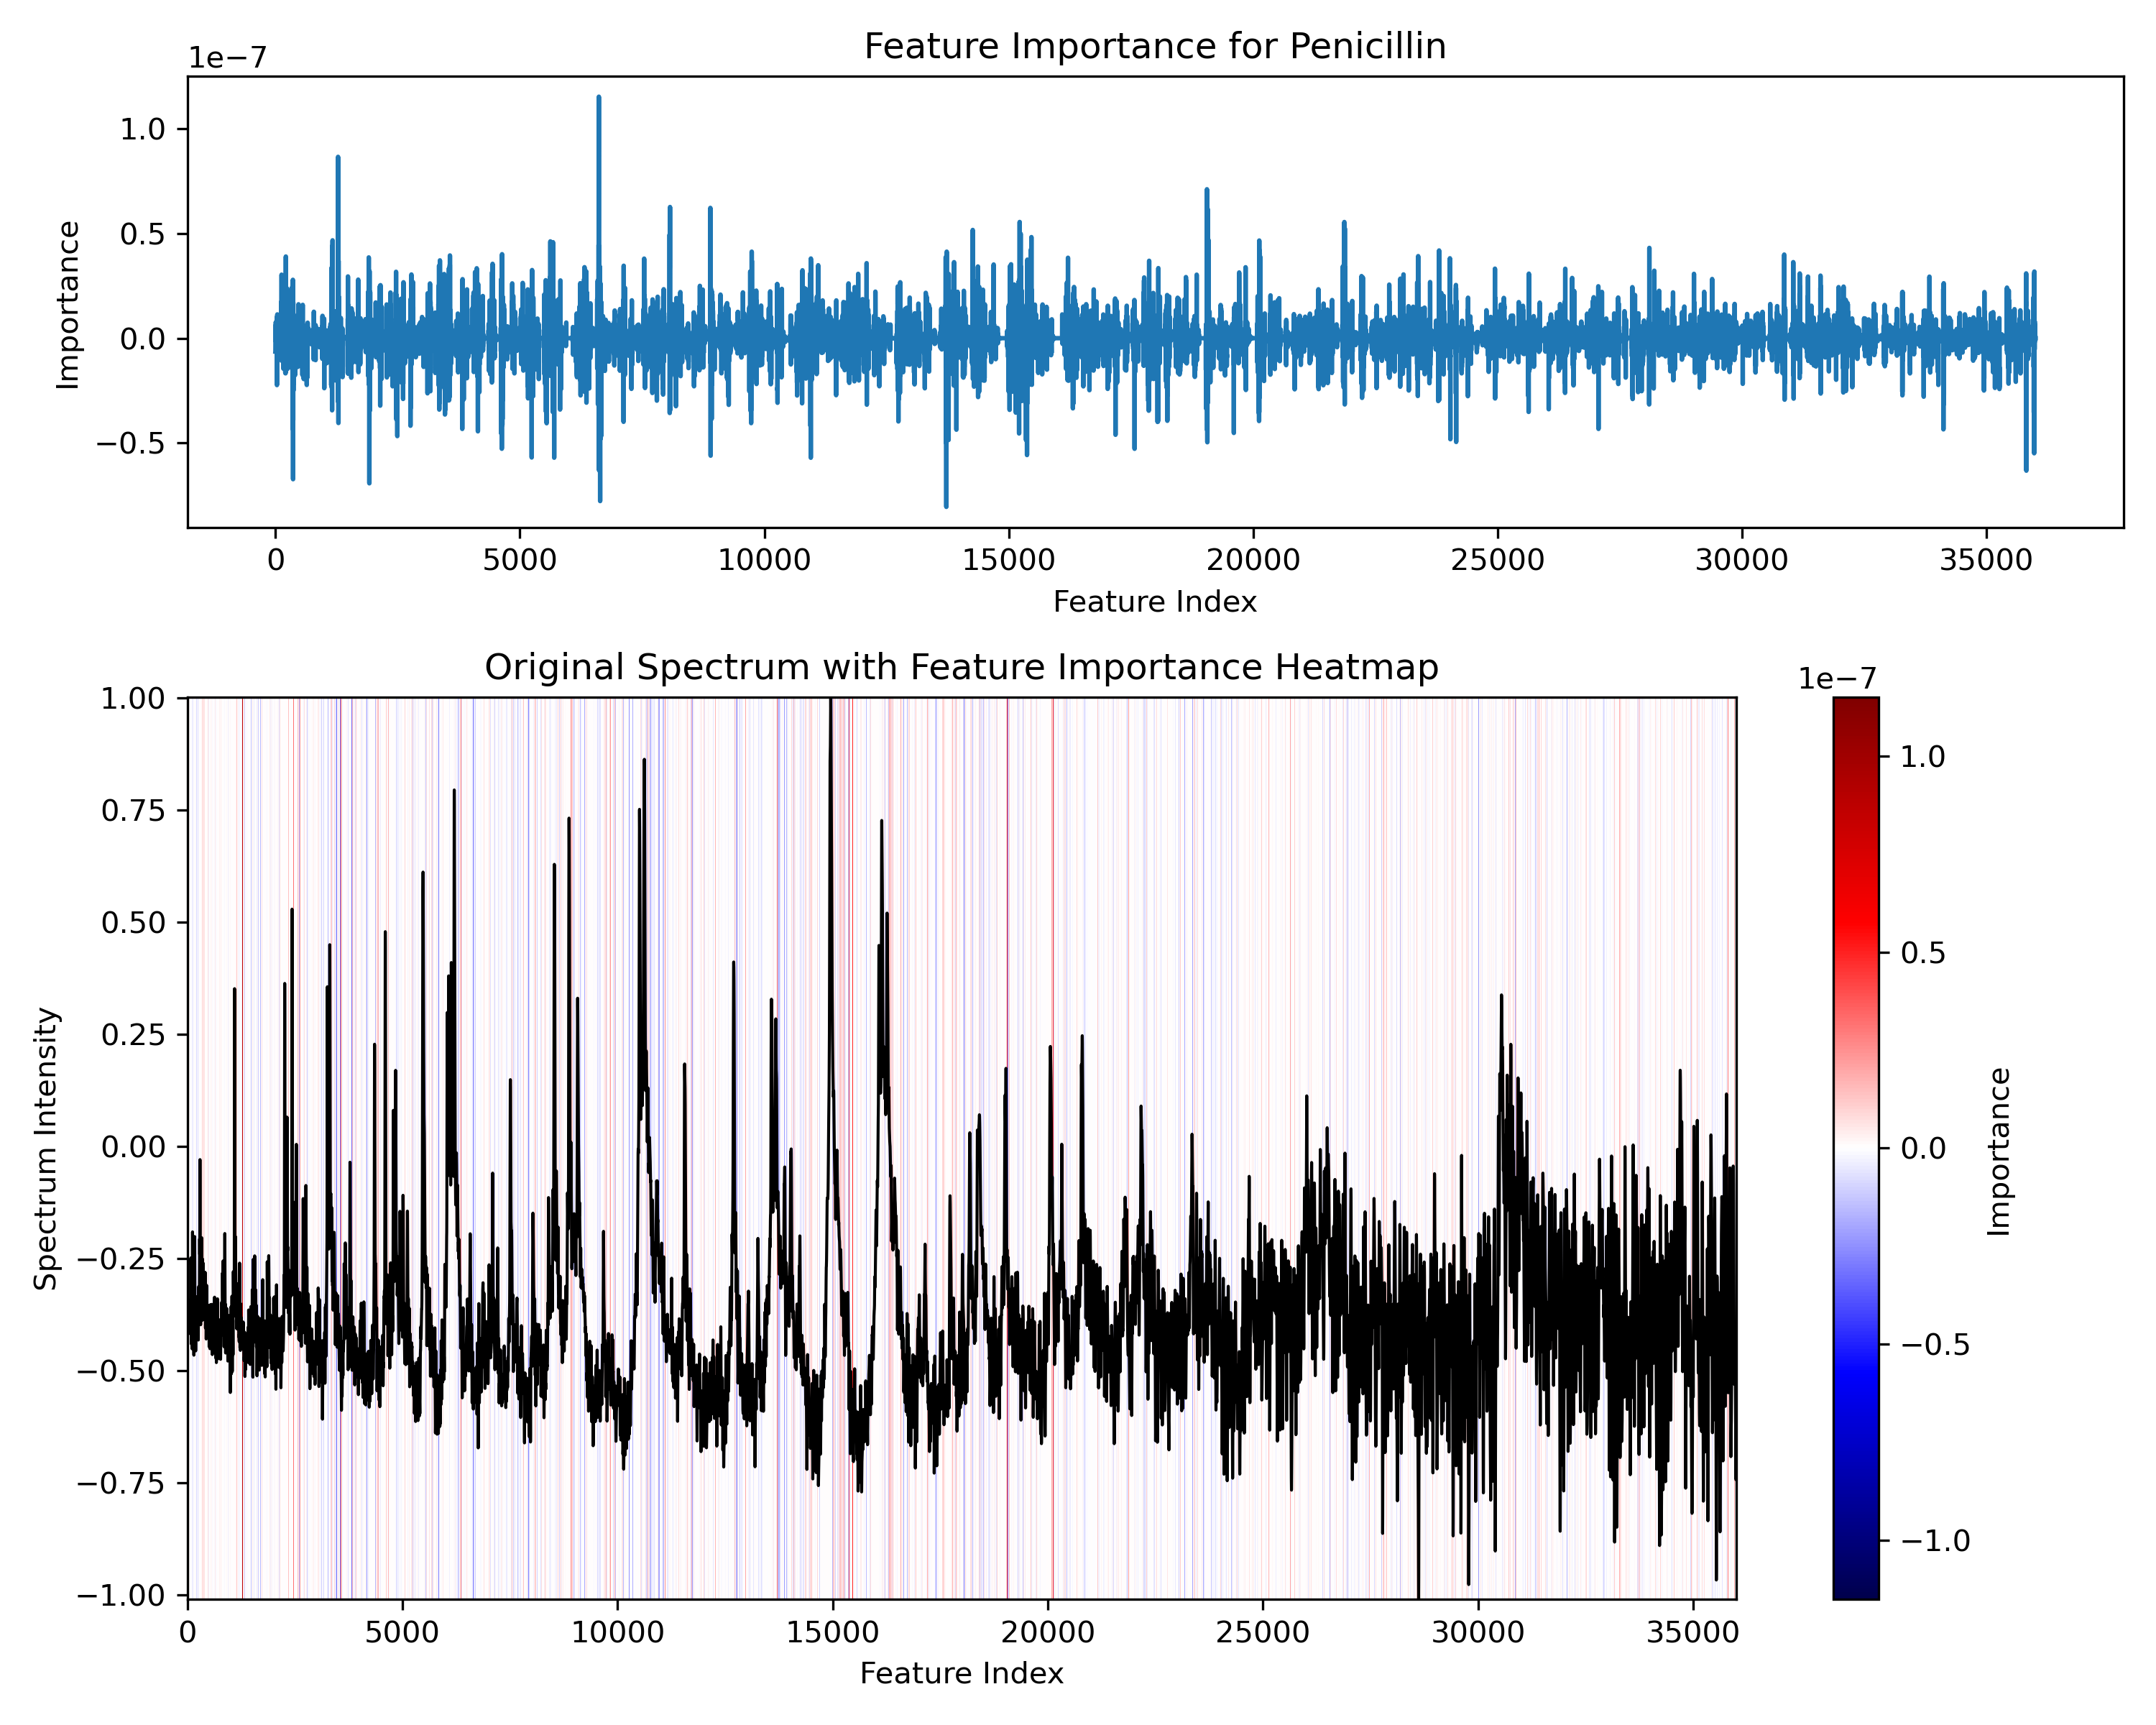 Feature Importance for Penicillin
1e−7
1.0
0.5
0.0
−0.5
Importance
0 5000 10000 15000 20000 25000 30000 35000
Feature Index
Original Spectrum with Feature Importance Heatmap
1.00
0.75
0.50
0.25
0.00
−0.25
−0.50
−0.75
−1.00
Spectrum Intensity
0 5000 10000 15000 20000 25000 30000 35000
Feature Index
1e−7
1.0
0.5
0.0
−0.5
−1.0
Importance